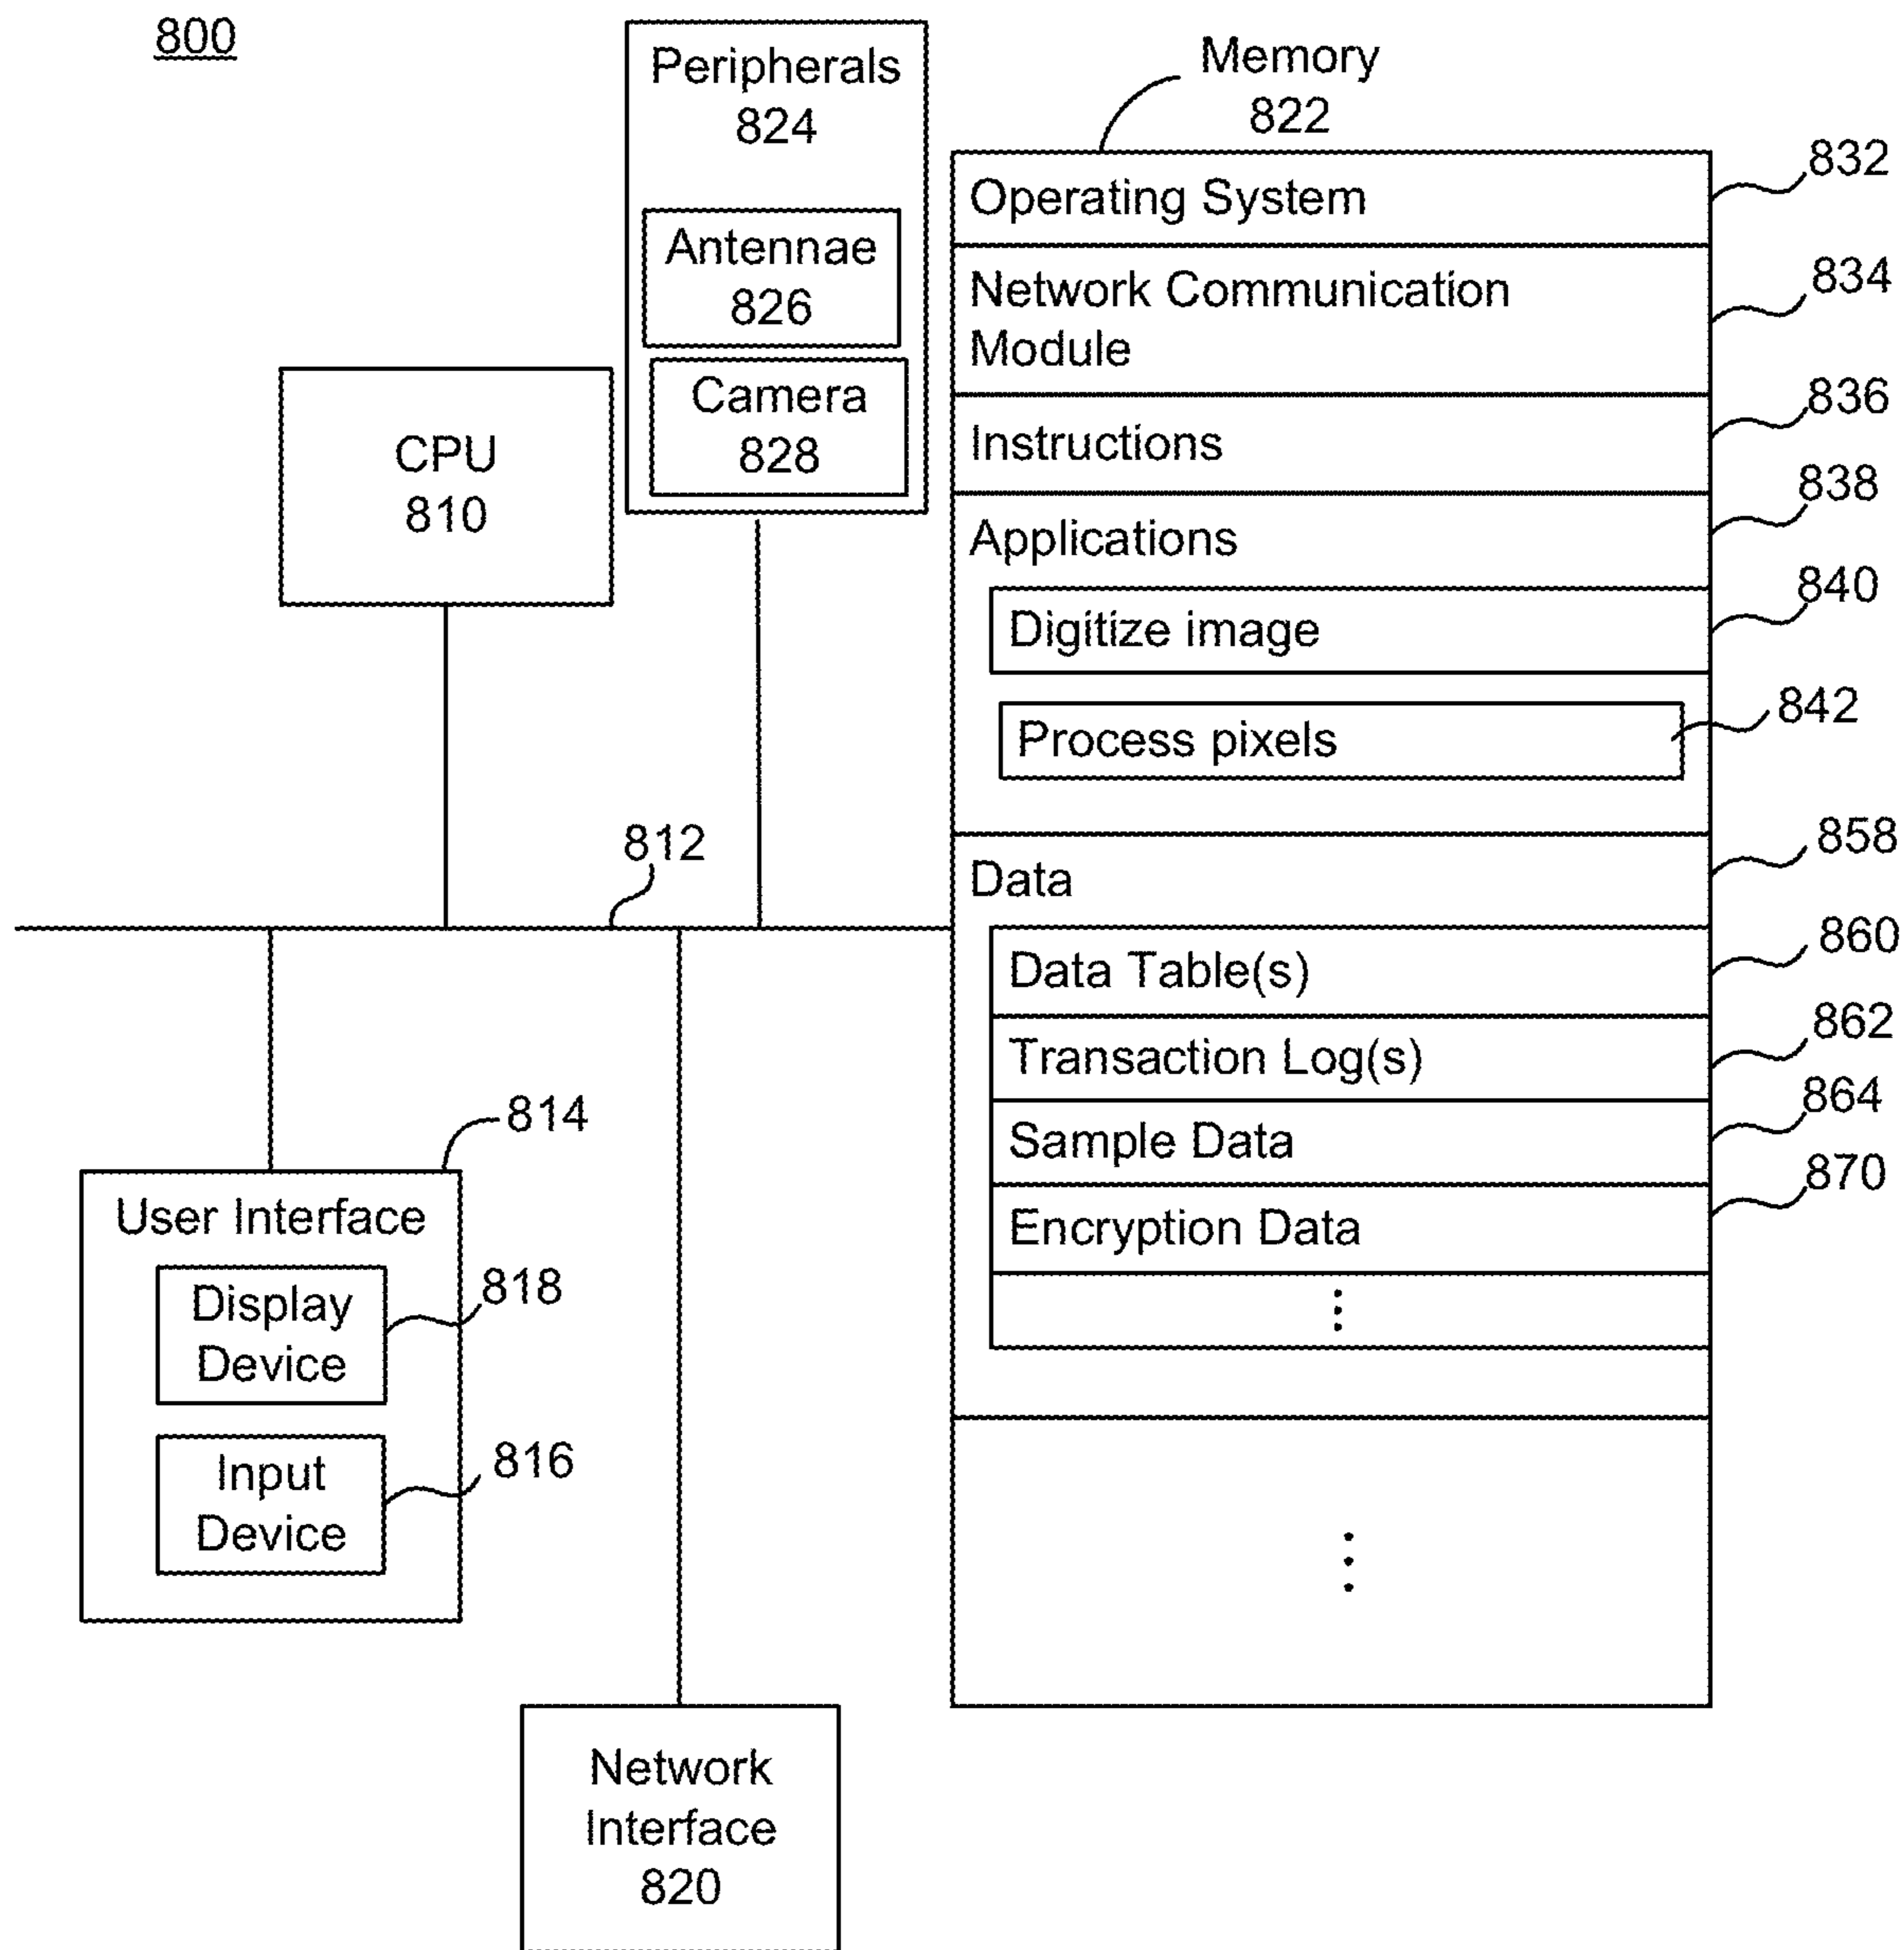 800
Peripherals
824
Antennae
826
Camera
828
CPU
810
812
814
User Interface
Display
Device
818
Input
Device
816
Network
Interface
820
Memory
822
Operating System
832
Network Communication
Module
834
Instructions
836
Applications
838
Digitize image
840
Process pixels
842
Data
858
Data Table(s)
860
Transaction Log(s)
862
Sample Data
864
Encryption Data
870